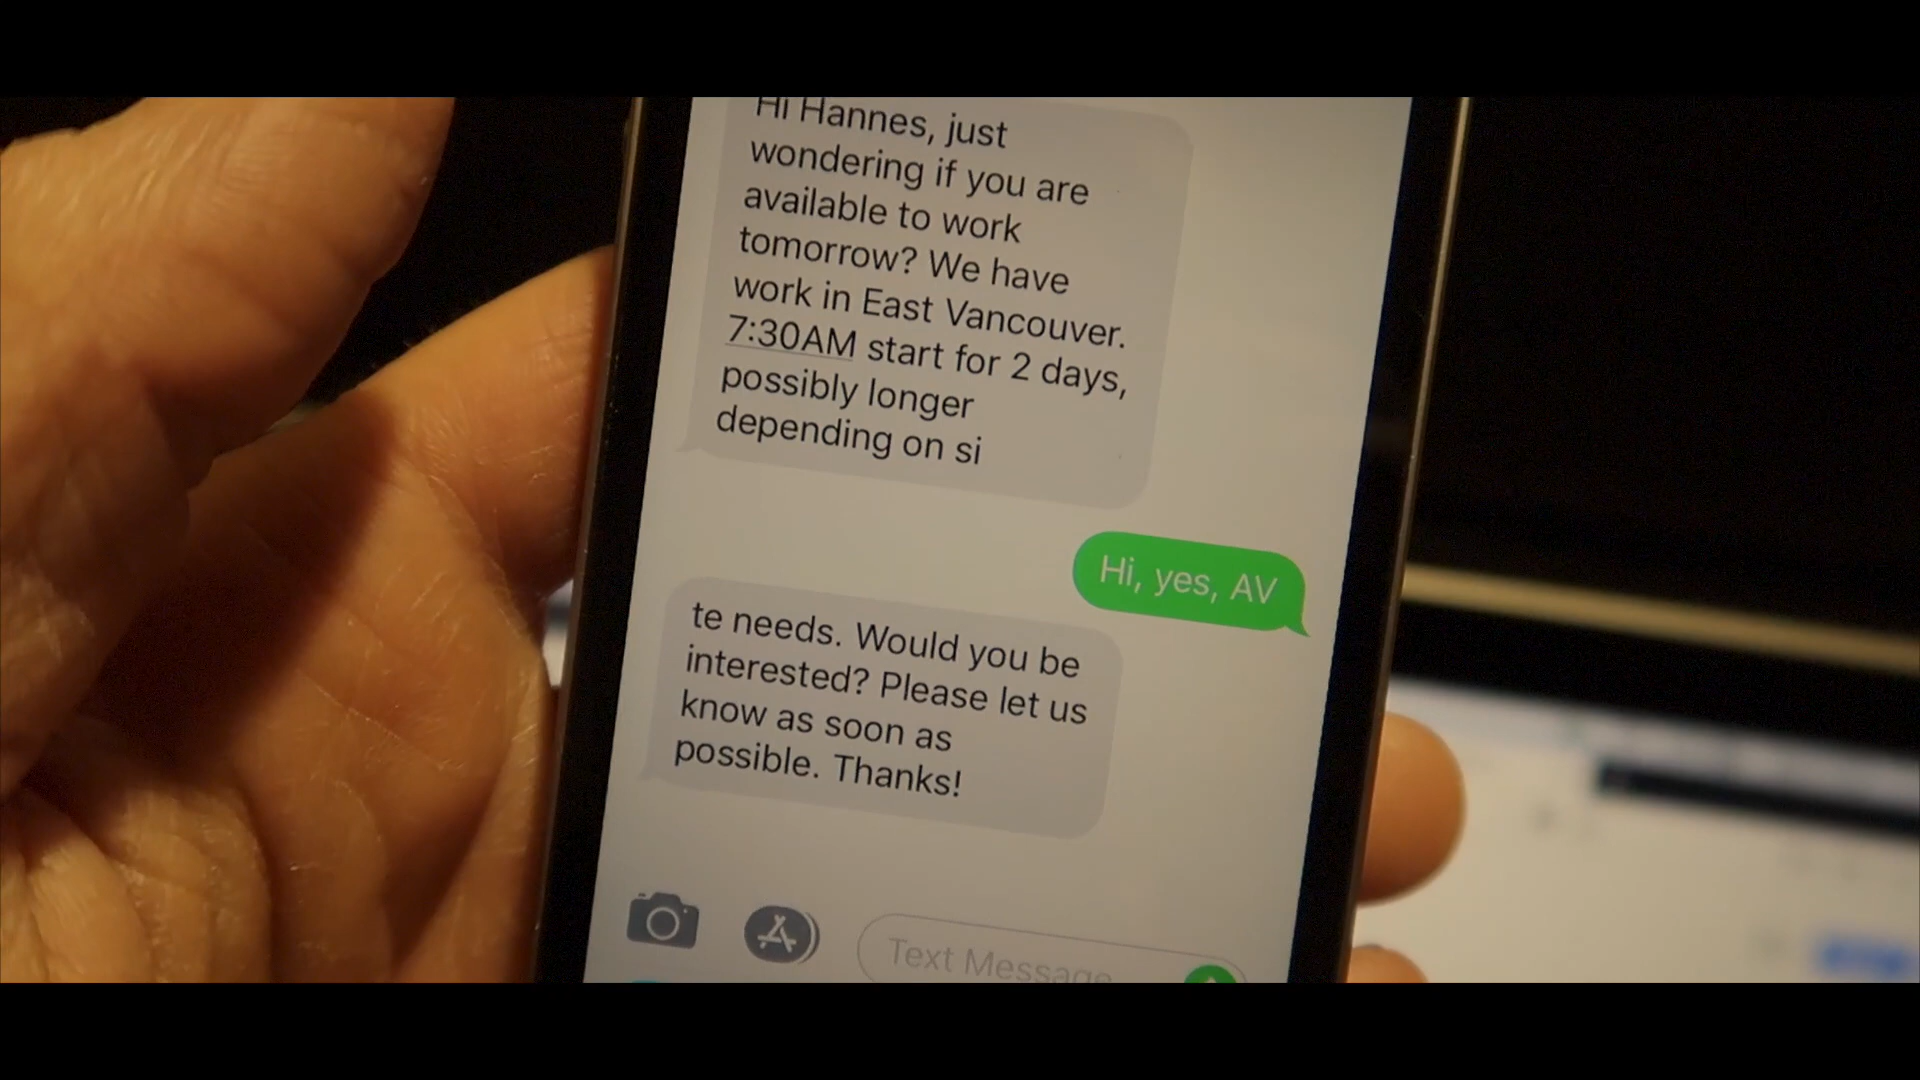 Hi Hannes, just
wondering if you are
available to work
tomorrow? We have
work in East Vancouver.
7:30AM start for 2 days,
possibly longer
depending on si
Hi, yes, AV
te needs. Would you be
interested? Please let us
know as soon as
possible. Thanks!
Text Message